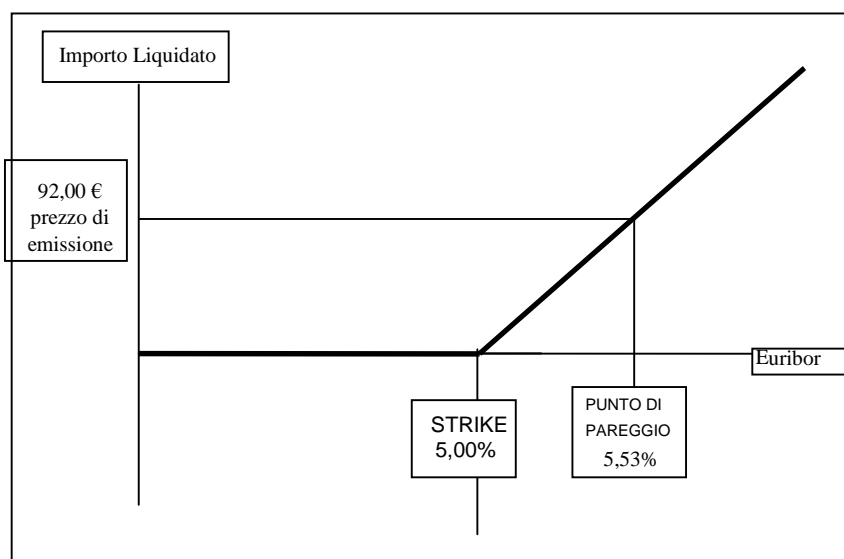 Importo Liquidato
92,00 €
prezzo di
emissione
Euribor
STRIKE
5,00%
PUNTO DI
PAREGGIO
5,53%